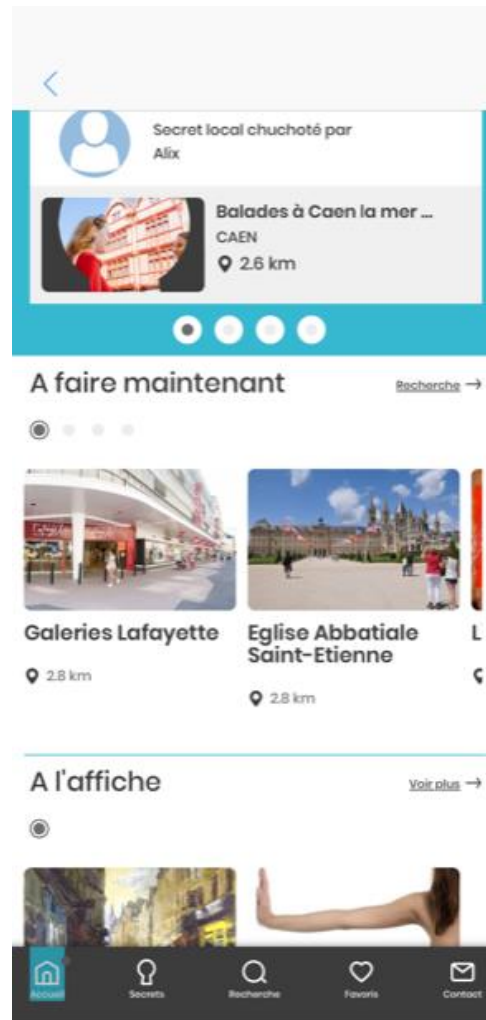 Secret local chuchoté par
Alix
Balades à Caen la mer ...
CAEN
2.6 km
A faire maintenant
Recherche →
Galeries Lafayette
Eglise Abbatiale
Saint-Etienne
L
2.8 km
2.8 km
A l'affiche
Voir plus →
Accueil
Secrets
Recherche
Favoris
Contact